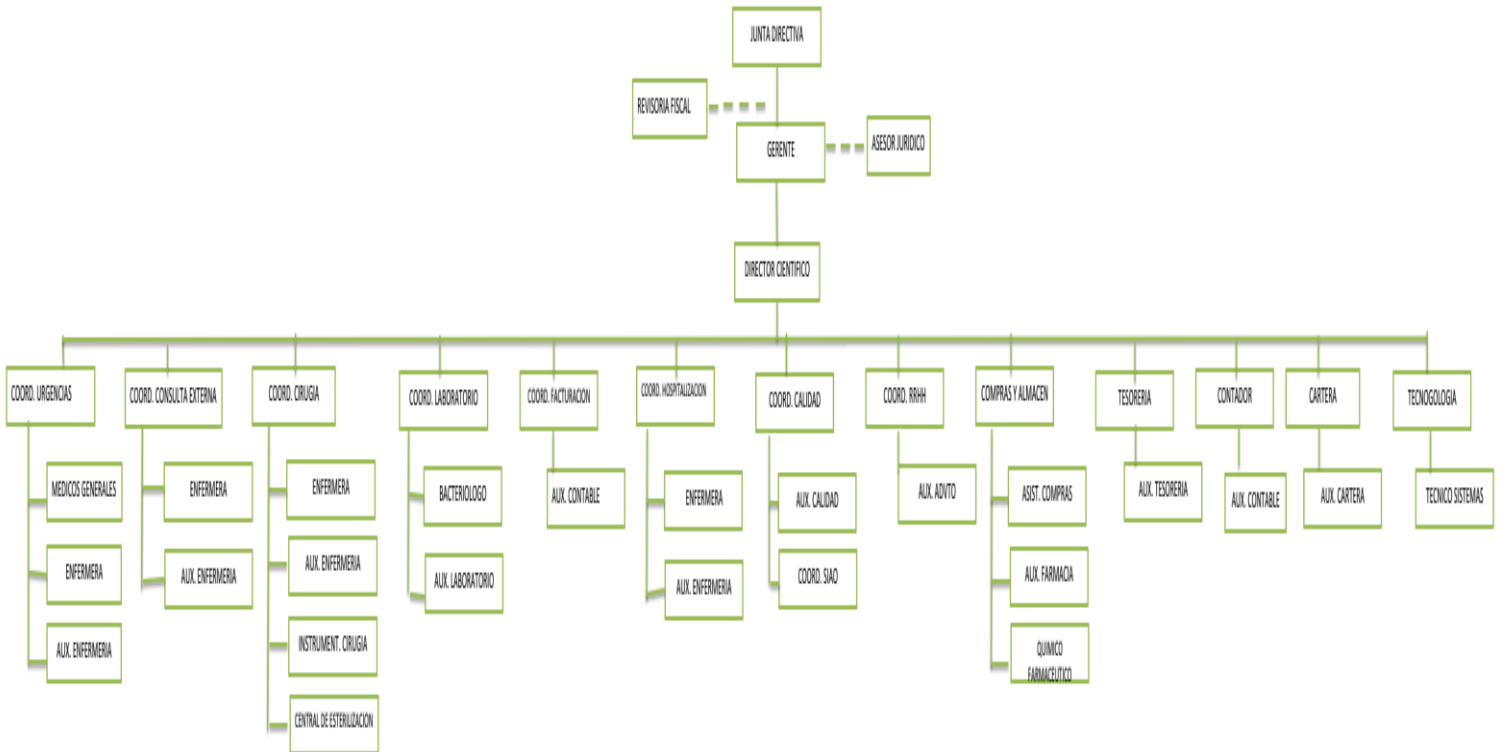 JUNTA DIRECTIVA
REVISORIA FISCAL
ASESOR JURIDICO
GERENTE
DIRECTOR CIENTIFICO
COORD. URGENCIAS
COORD. CONSULTA EXTERNA
COORD. CIRUGIA
COORD. LABORATORIO
COORD. FACTURACION
COORD. HOSPITALIZACION
COORD. CALIDAD
COORD. RRHH
COMPRAS Y ALMACEN
TESORERIA
CONTADOR
CARTERA
TECNOGOLOGIA
MEDICOS GENERALES
ENFERMERA
ENFERMERA
BACTERIOLOGO
AUX. CONTABLE
ENFERMERA
AUX. CALIDAD
AUX. ADVTO
ASIST. COMPRAS
AUX. TESORERIA
AUX. CONTABLE
AUX. CARTERA
TECNICO SISTEMAS
ENFERMERA
AUX. ENFERMERIA
AUX. ENFERMERIA
AUX. LABORATORIO
AUX. ENFERMERIA
COORD. SIAO
AUX. FARMACIA
AUX. ENFERMERIA
INSTRUMENT. CIRUGIA
QUIMICO
FARMACEUTICO
CENTRAL DE ESTERILIZACION